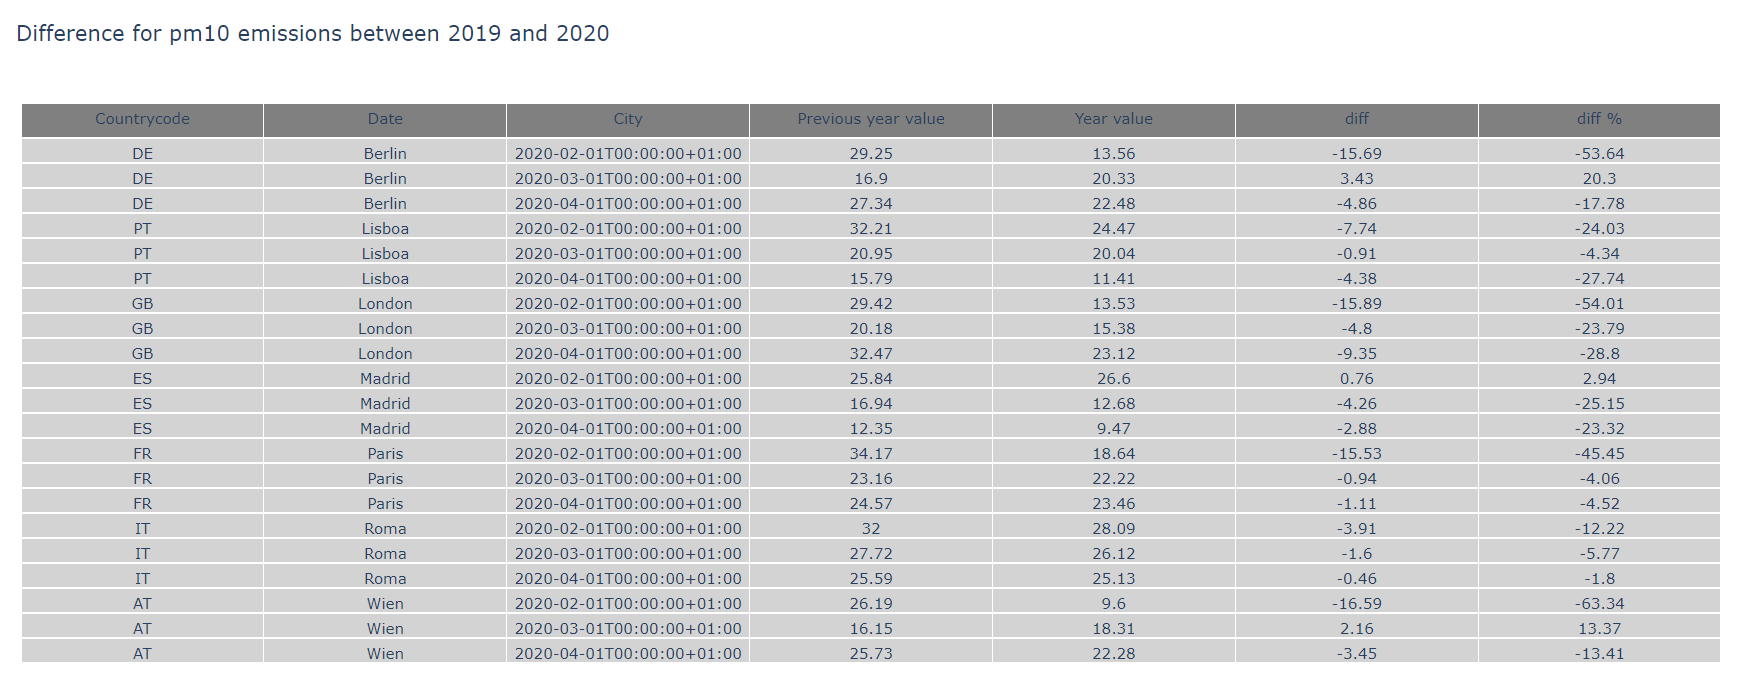 Difference for pm10 emissions between 2019 and 2020
Countrycode Date City Previous year value Year value diff diff %
DE Berlin 2020-02-01T00:00:00+01:00 29.25 13.56 -15.69 -53.64
DE Berlin 2020-03-01T00:00:00+01:00 16.9 20.33 3.43 20.3
DE Berlin 2020-04-01T00:00:00+01:00 27.34 22.48 -4.86 -17.78
PT Lisboa 2020-02-01T00:00:00+01:00 32.21 24.47 -7.74 -24.03
PT Lisboa 2020-03-01T00:00:00+01:00 20.95 20.04 -0.91 -4.34
PT Lisboa 2020-04-01T00:00:00+01:00 15.79 11.41 -4.38 -27.74
GB London 2020-02-01T00:00:00+01:00 29.42 13.53 -15.89 -54.01
GB London 2020-03-01T00:00:00+01:00 20.18 15.38 -4.8 -23.79
GB London 2020-04-01T00:00:00+01:00 32.47 23.12 -9.35 -28.8
ES Madrid 2020-02-01T00:00:00+01:00 25.84 26.6 0.76 2.94
ES Madrid 2020-03-01T00:00:00+01:00 16.94 12.68 -4.26 -25.15
ES Madrid 2020-04-01T00:00:00+01:00 12.35 9.47 -2.88 -23.32
FR Paris 2020-02-01T00:00:00+01:00 34.17 18.64 -15.53 -45.45
FR Paris 2020-03-01T00:00:00+01:00 23.16 22.22 -0.94 -4.06
FR Paris 2020-04-01T00:00:00+01:00 24.57 23.46 -1.11 -4.52
IT Roma 2020-02-01T00:00:00+01:00 32 28.09 -3.91 -12.22
IT Roma 2020-03-01T00:00:00+01:00 27.72 26.12 -1.6 -5.77
IT Roma 2020-04-01T00:00:00+01:00 25.59 25.13 -0.46 -1.8
AT Wien 2020-02-01T00:00:00+01:00 26.19 9.6 -16.59 -63.34
AT Wien 2020-03-01T00:00:00+01:00 16.15 18.31 2.16 13.37
AT Wien 2020-04-01T00:00:00+01:00 25.73 22.28 -3.45 -13.41